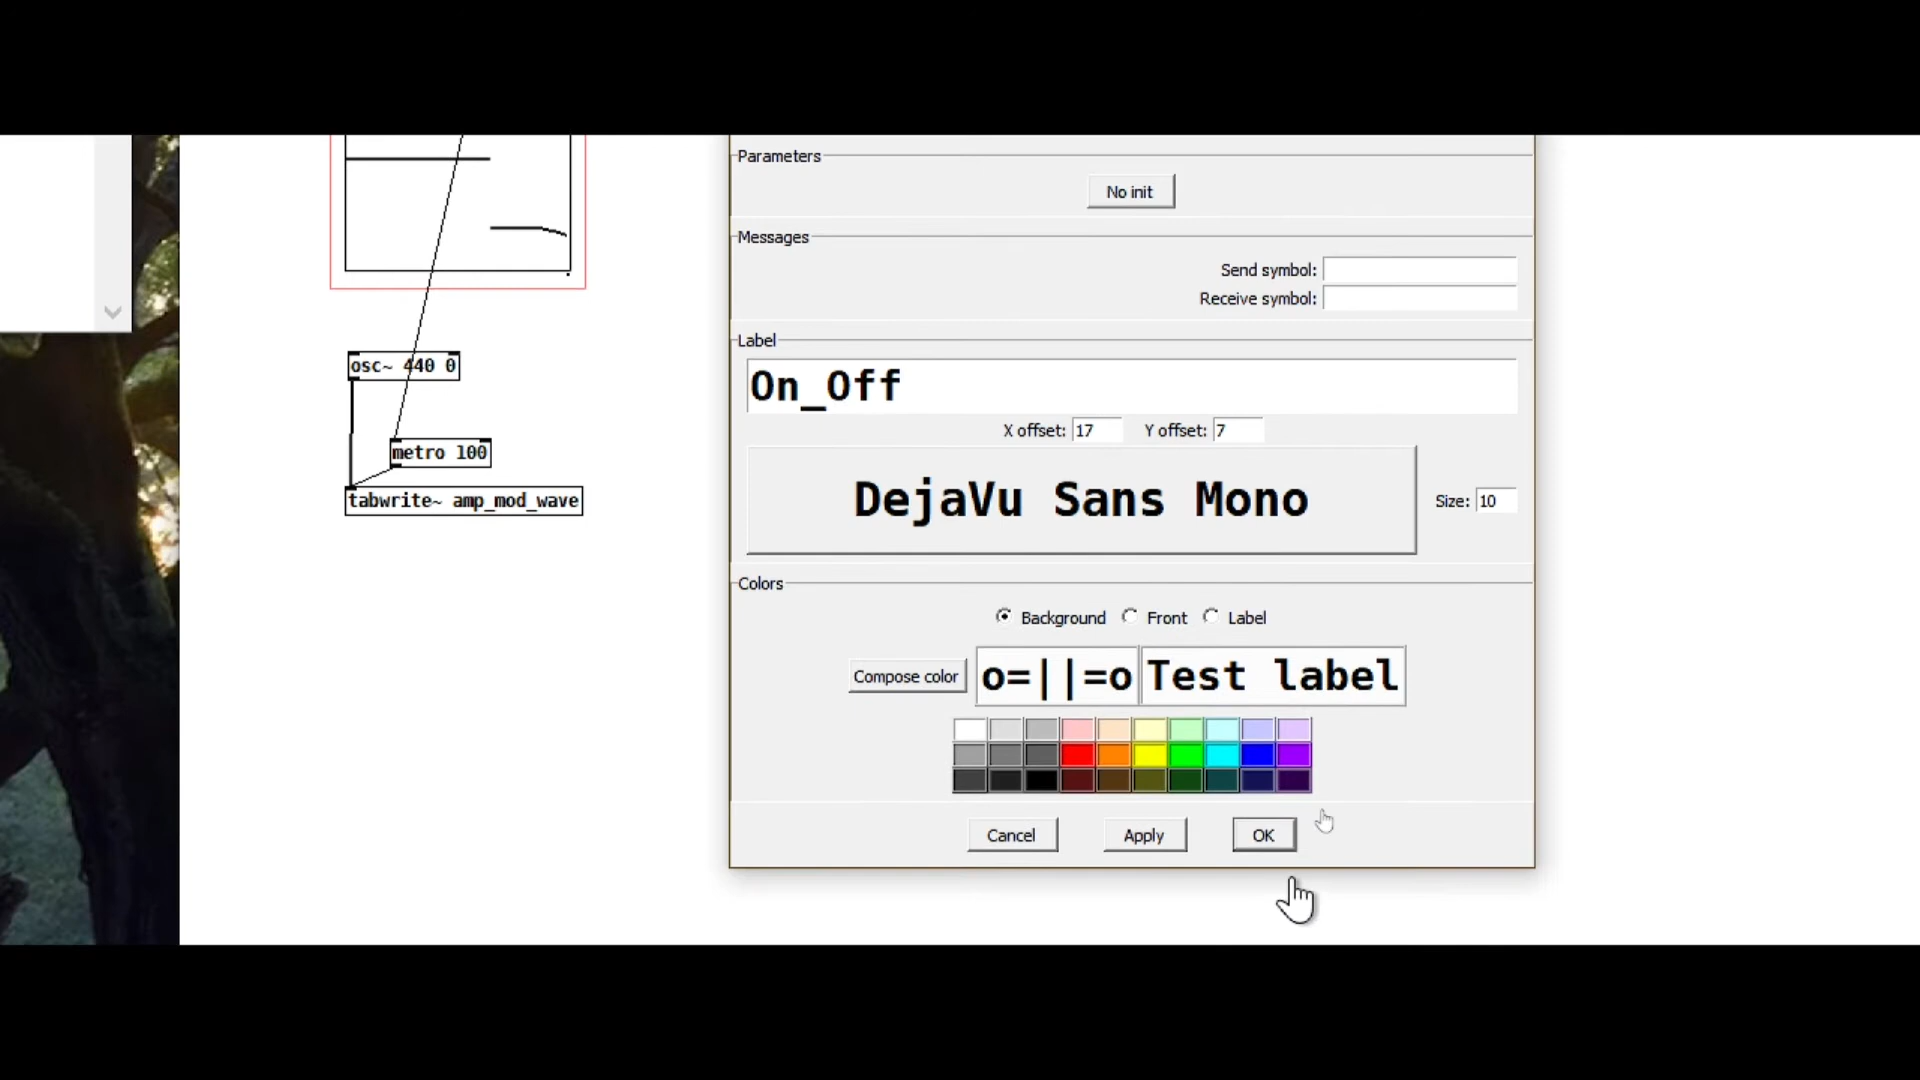 osc~ 440 0
metro 100
tabwrite~ amp_mod_wave
Parameters
No init
Messages
Send symbol:
Receive symbol:
Label
On_Off
X offset: 17 Y offset: 7
DejaVu Sans Mono
Size: 10
Colors
Background Front Label
Compose color o=||=o Test label
Cancel Apply OK